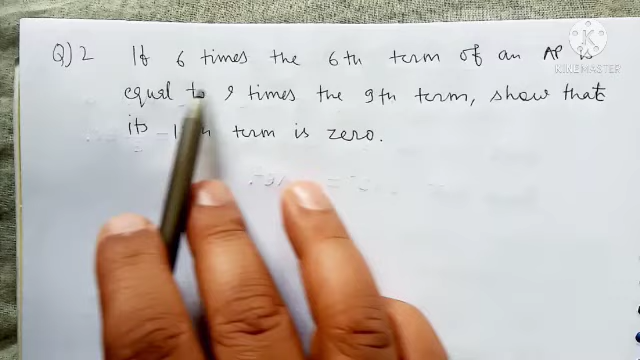 Q) 2 If 6 times the 6th term of an AP is
equal to 9 times the 9th term, show that
its term is zero.
KINEMASTER